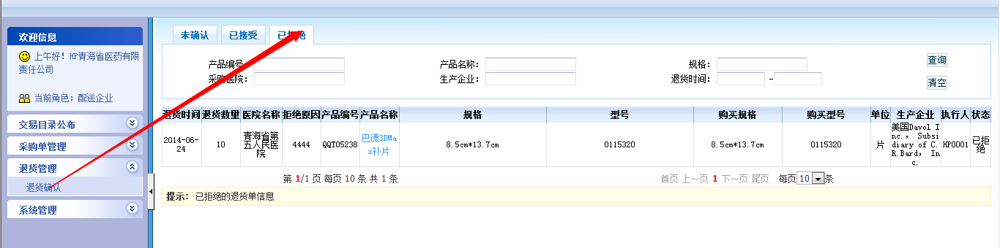 欢迎信息
上午好！HP青海省医药有限
责任公司
当前角色：配送企业
交易目录公布
采购单管理
退货管理
退货确认
系统管理
未确认 已接受 已拒绝
产品编号 产品名称： 规格： 查询
采购医院： 生产企业： 退货时间： - 清空
退货时间 退货数量 医院名称 拒绝原因 产品编号 产品名称 规格 型号 购买规格 购买型号 单位 生产企业 执行人 状态
2014-06-24 10 青海省第五人民医院 4444 QQT05238 巴德3DMax补片 8.5cm*13.7cm 0115320 8.5cm*13.7cm 0115320 片 美国Davol Inc.， Subsidiary of C.R.Bard， Inc. HP0001 已拒绝
第 1/1 页 每页 10 条 共 1 条 首页 上一页 1 下一页 尾页 每页 10 条
提示： 已拒绝的退货单信息